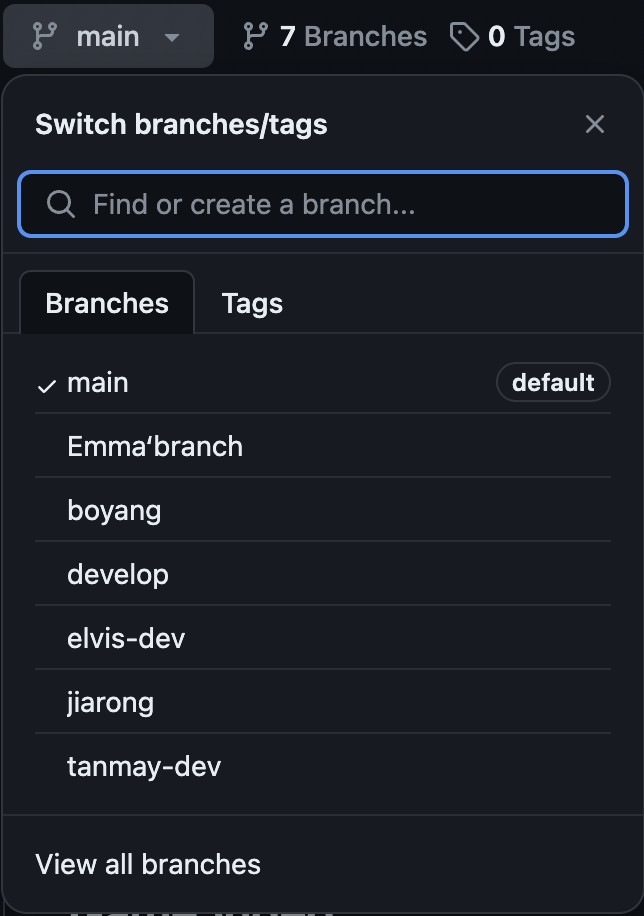 main 7 Branches 0 Tags
Switch branches/tags
Find or create a branch...
Branches Tags
main default
Emma‘branch
boyang
develop
elvis-dev
jiarong
tanmay-dev
View all branches